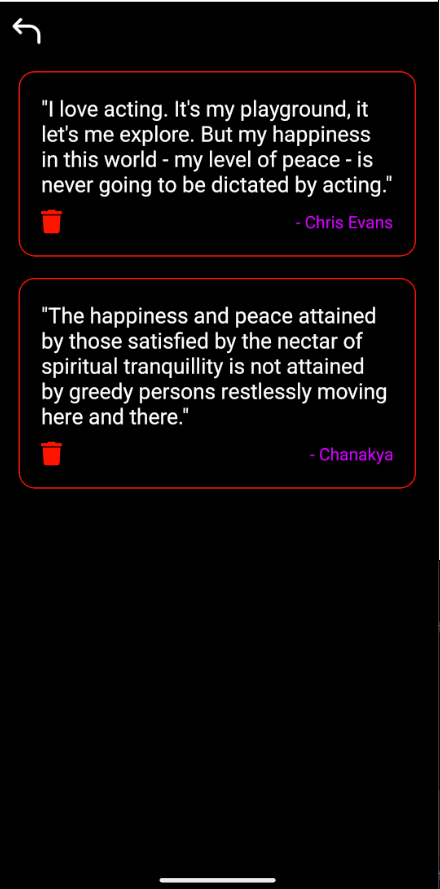 "I love acting. It's my playground, it
let's me explore. But my happiness
in this world - my level of peace - is
never going to be dictated by acting."
- Chris Evans
"The happiness and peace attained
by those satisfied by the nectar of
spiritual tranquillity is not attained
by greedy persons restlessly moving
here and there."
- Chanakya